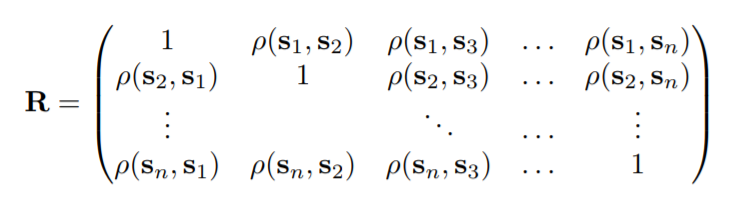 R = ( 1 ρ(s₁, s₂) ρ(s₁, s₃) … ρ(s₁, sₙ)
ρ(s₂, s₁) 1 ρ(s₂, s₃) … ρ(s₂, sₙ)
⋮ ⋱ … ⋮
ρ(sₙ, s₁) ρ(sₙ, s₂) ρ(sₙ, s₃) … 1 )